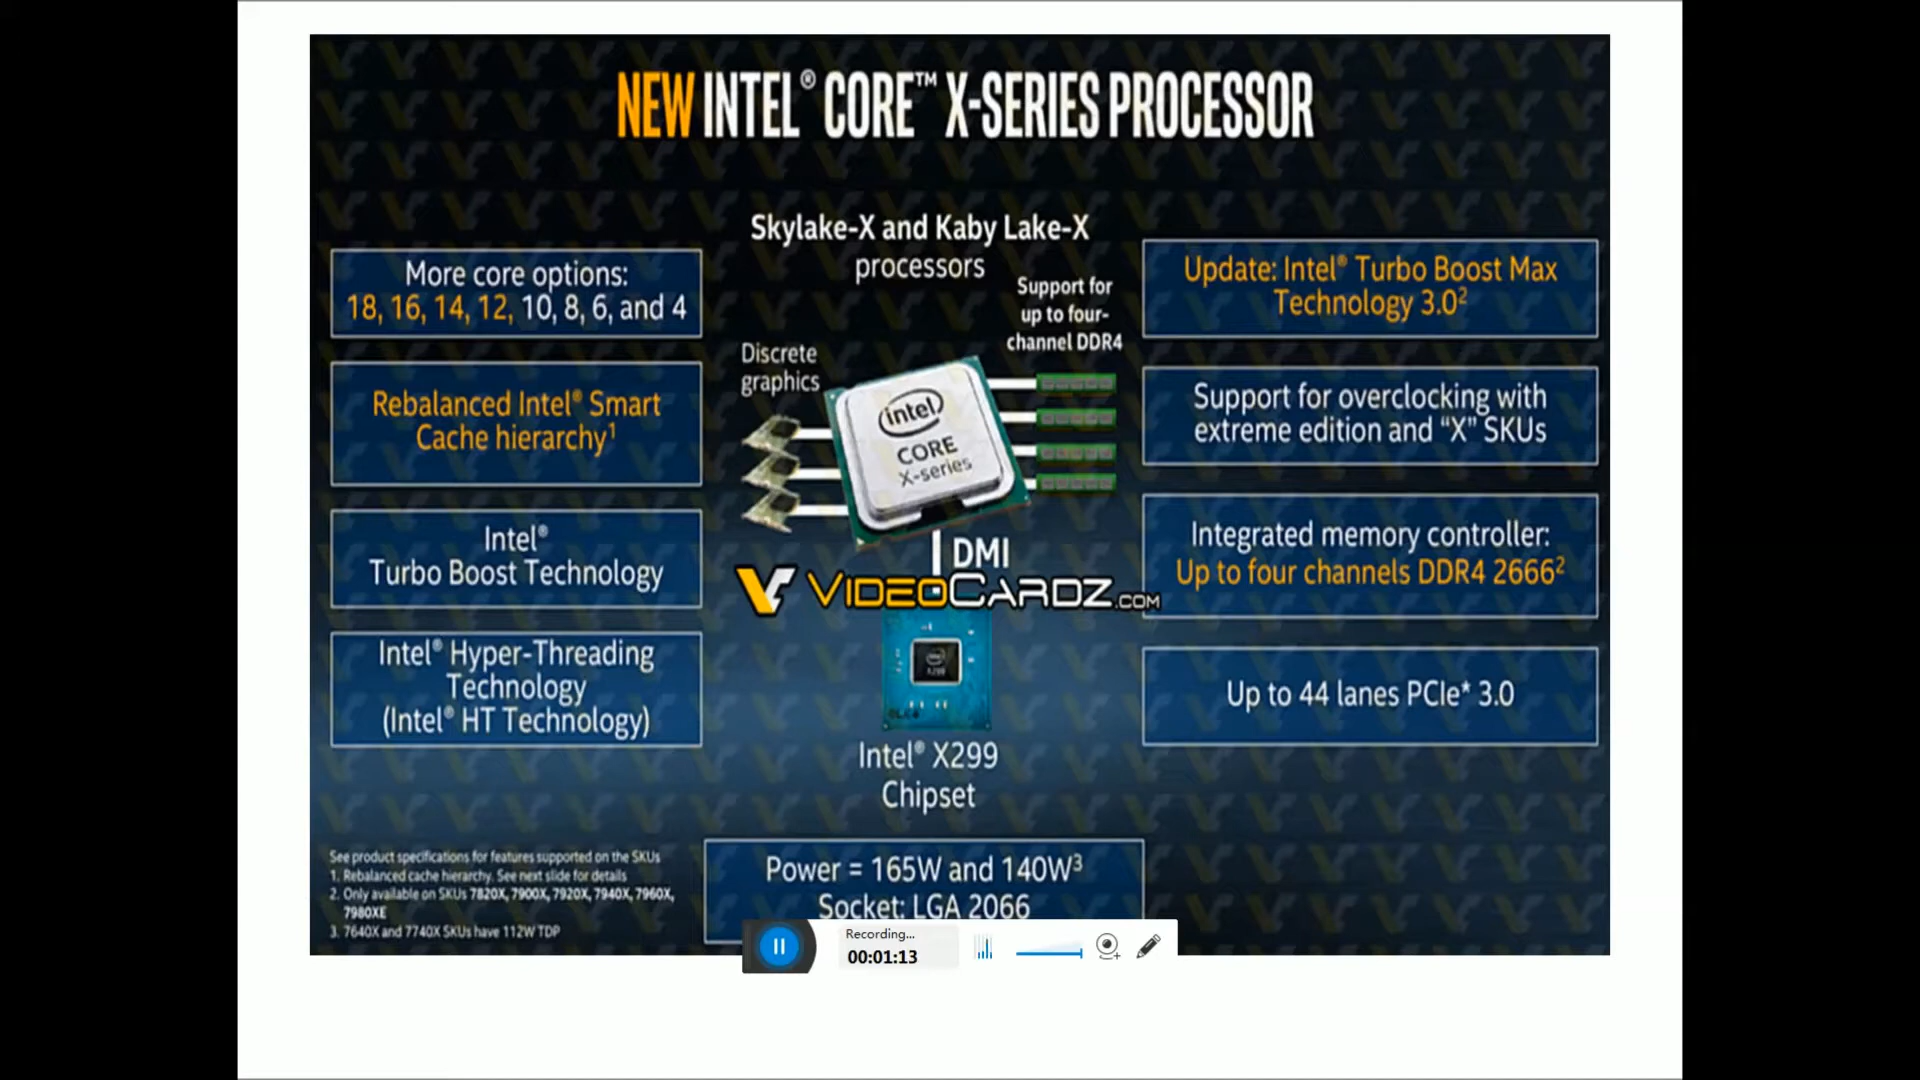 NEW INTEL® CORE™ X-SERIES PROCESSOR
Skylake-X and Kaby Lake-X
processors
More core options:
18, 16, 14, 12, 10, 8, 6, and 4
Rebalanced Intel® Smart
Cache hierarchy¹
Intel®
Turbo Boost Technology
Intel® Hyper-Threading
Technology
(Intel® HT Technology)
Discrete
graphics
Support for
up to four-
channel DDR4
intel
CORE
X-series
DMI
VIDEOCARDZ.COM
intel
X299
Intel® X299
Chipset
Update: Intel® Turbo Boost Max
Technology 3.0²
Support for overclocking with
extreme edition and “X” SKUs
Integrated memory controller:
Up to four channels DDR4 2666²
Up to 44 lanes PCIe* 3.0
Power = 165W and 140W³
Socket: LGA 2066
See product specifications for features supported on the SKUs
1. Rebalanced cache hierarchy. See next slide for details
2. Only available on SKUs 7820X, 7900X, 7920X, 7940X, 7960X,
7980XE
3. 7640X and 7740X SKUs have 112W TDP
Recording...
00:01:13